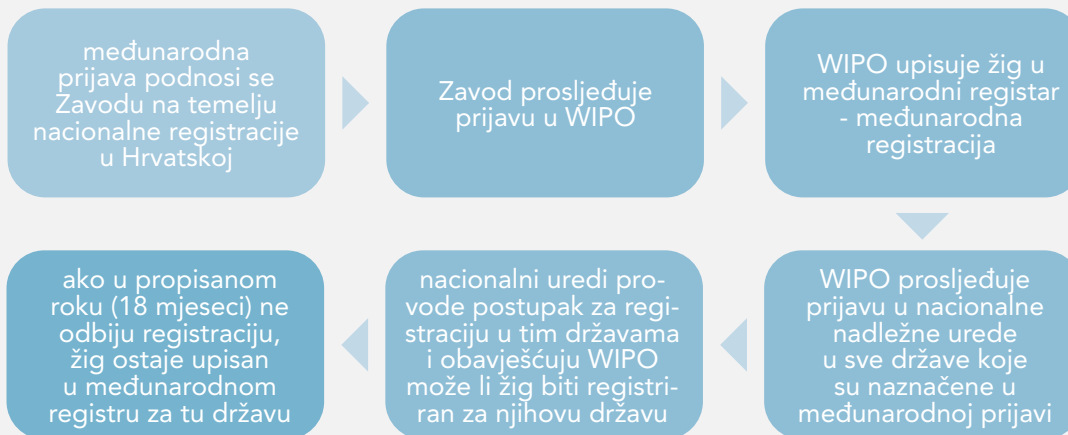 međunarodna
prijava podnosi se
Zavodu na temelju
nacionalne registracije
u Hrvatskoj
Zavod prosljeđuje
prijavu u WIPO
WIPO upisuje žig u
međunarodni registar
- međunarodna
registracija
WIPO prosljeđuje
prijavu u nacionalne
nadležne urede
u sve države koje
su naznačene u
međunarodnoj prijavi
nacionalni uredi pro-
vode postupak za regi-
straciju u tim državama
i obavješćuju WIPO
može li žig biti registri-
ran za njihovu državu
ako u propisanom
roku (18 mjeseci) ne
odbiju registraciju,
žig ostaje upisan
u međunarodnom
registru za tu državu